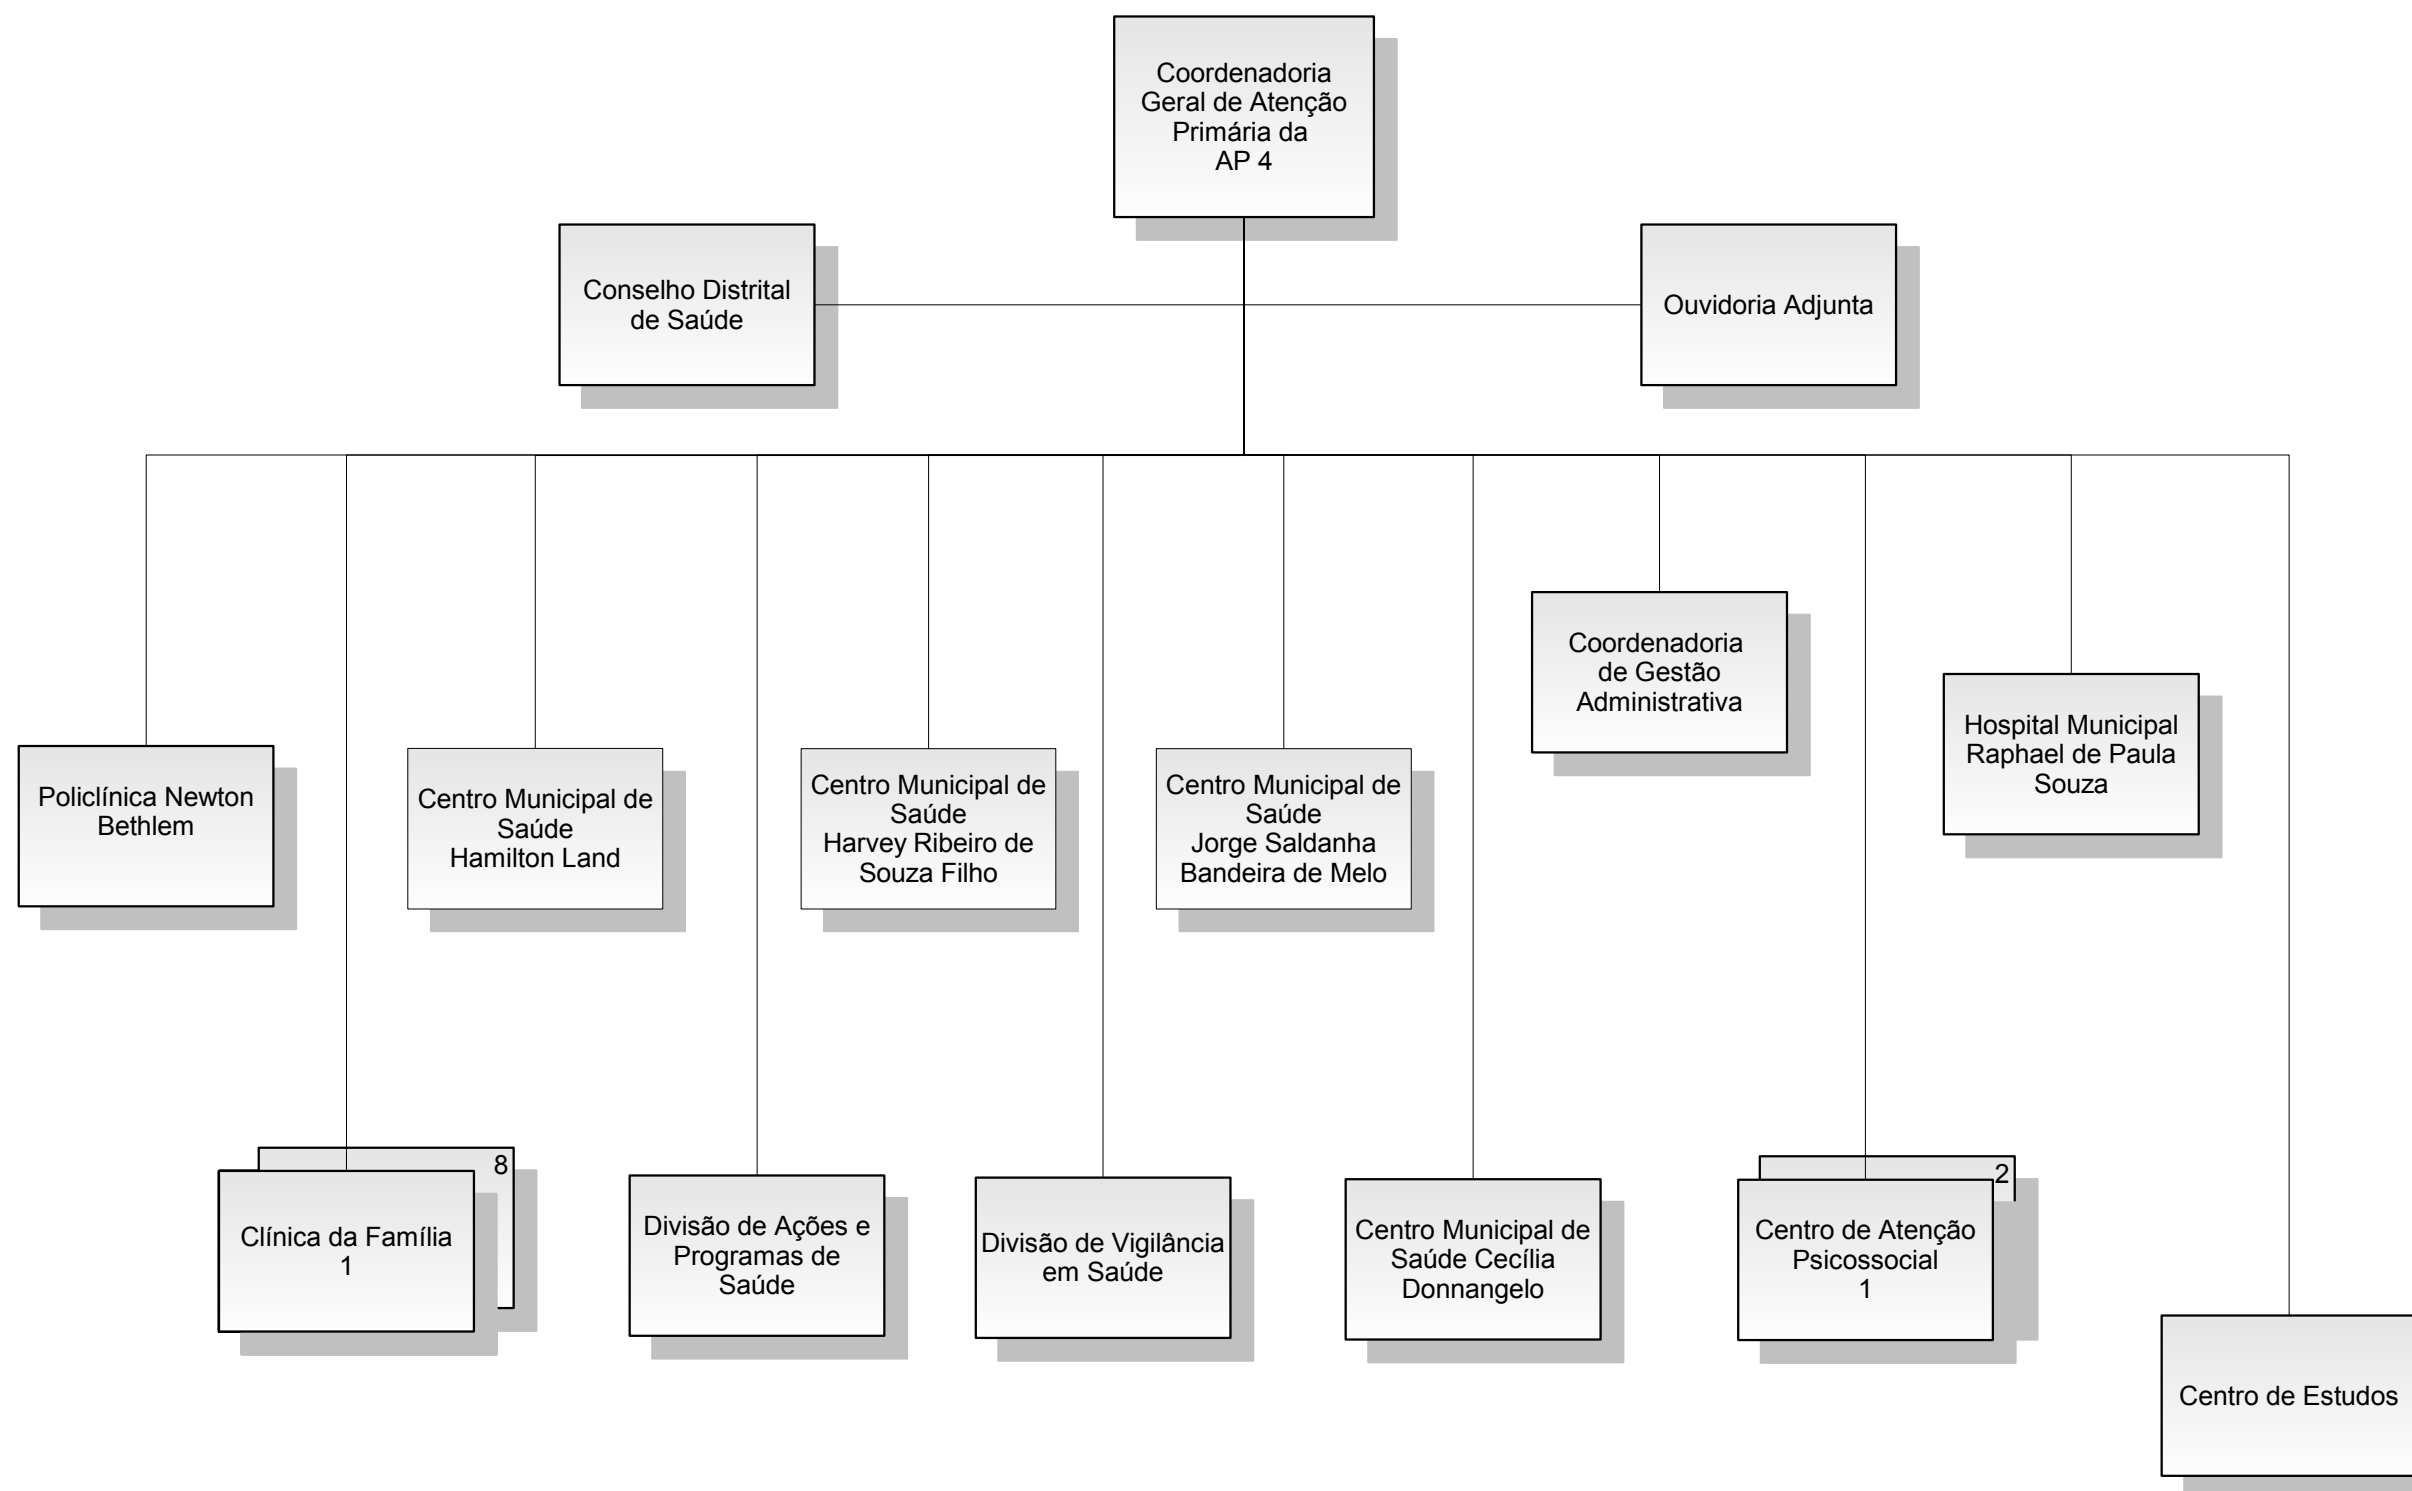 Coordenadoria
Geral de Atenção
Primária da
AP 4
Conselho Distrital
de Saúde
Ouvidoria Adjunta
Coordenadoria
de Gestão
Administrativa
Hospital Municipal
Raphael de Paula
Souza
Policlínica Newton
Bethlem
Centro Municipal de
Saúde
Hamilton Land
Centro Municipal de
Saúde
Harvey Ribeiro de
Souza Filho
Centro Municipal de
Saúde
Jorge Saldanha
Bandeira de Melo
8
Clínica da Família
1
Divisão de Ações e
Programas de
Saúde
Divisão de Vigilância
em Saúde
Centro Municipal de
Saúde Cecília
Donnangelo
2
Centro de Atenção
Psicossocial
1
Centro de Estudos